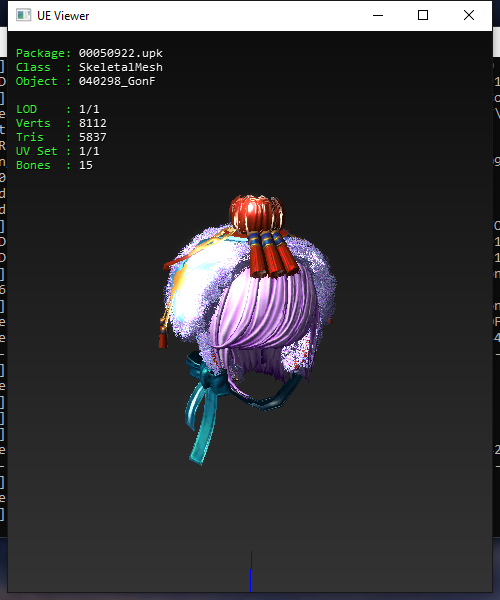 UE Viewer
Package: 00050922.upk
Class : SkeletalMesh
Object : 040298_GonF
LOD : 1/1
Verts : 8112
Tris : 5837
UV Set : 1/1
Bones : 15